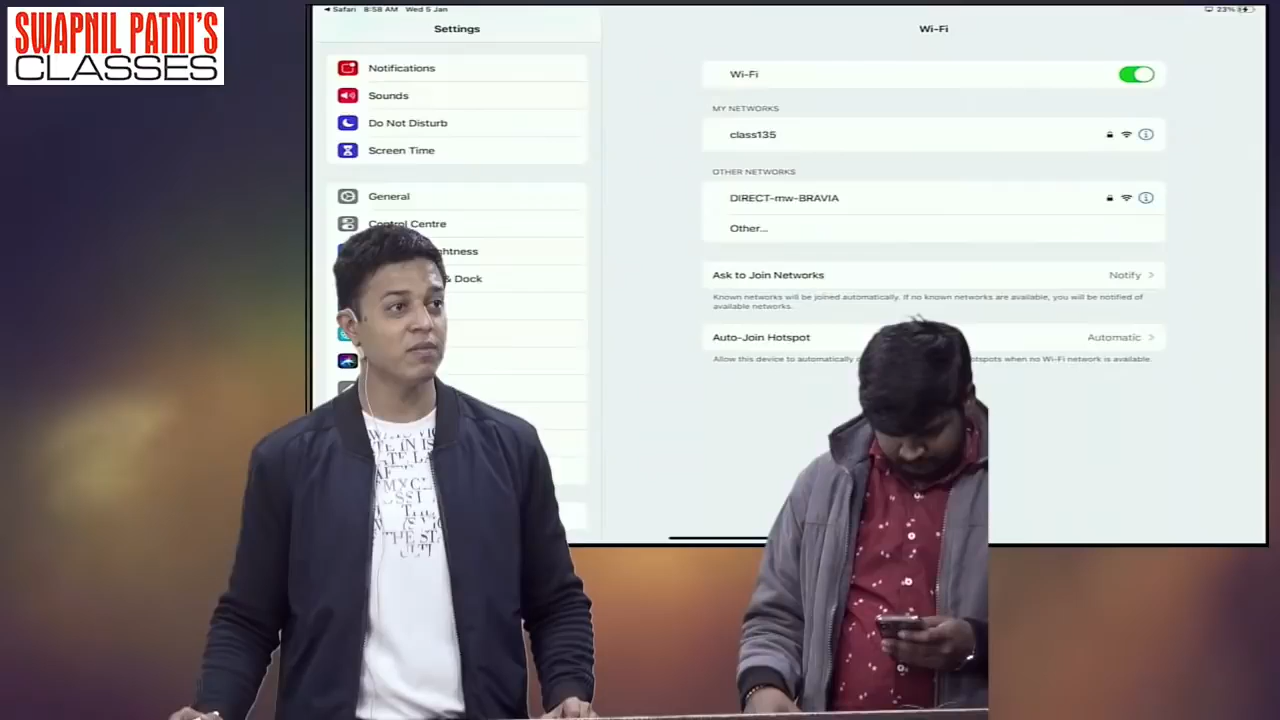 SWAPNIL PATNI'S
CLASSES
Safari 8:58 AM Wed 5 Jan
23%
Settings
Wi-Fi
Notifications
Sounds
Do Not Disturb
Screen Time
General
Control Centre
ghtness
& Dock
Wi-Fi
MY NETWORKS
class135
OTHER NETWORKS
DIRECT-mw-BRAVIA
Other...
Ask to Join Networks Notify
Known networks will be joined automatically. If no known networks are available, you will be notified of
available networks.
Auto-Join Hotspot Automatic
Allow this device to automatically
hotspots when no Wi-Fi network is available.